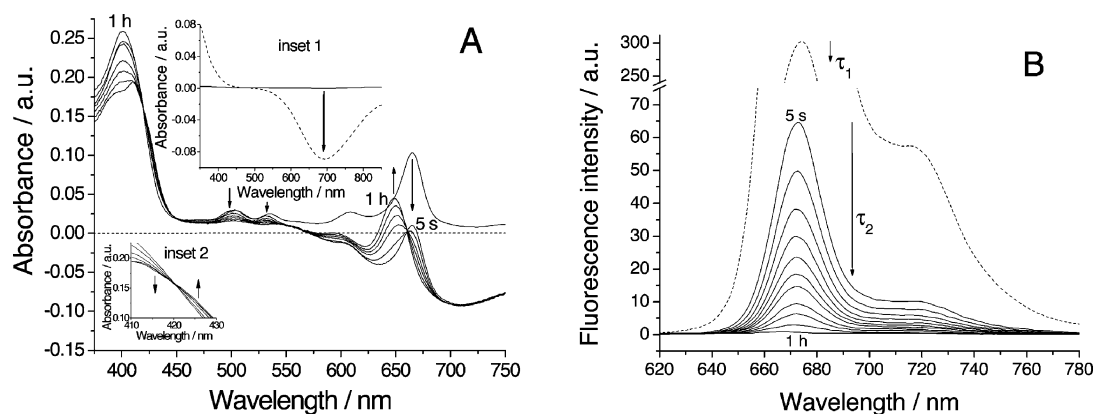 A
1 h
inset 1
Absorbance / a.u.
0.08
0.04
0.00
-0.04
-0.08
400 500 600 700 800
Wavelength / nm
1 h
5 s
inset 2
Absorbance / a.u.
0.20
0.15
0.10
410 420 430
Wavelength / nm
Absorbance / a.u.
0.25
0.20
0.15
0.10
0.05
0.00
-0.05
-0.10
-0.15
400 450 500 550 600 650 700 750
Wavelength / nm
B
τ1
5 s
τ2
1 h
Fluorescence intensity / a.u.
300
250
60
50
40
30
20
10
0
620 640 660 680 700 720 740 760 780
Wavelength / nm